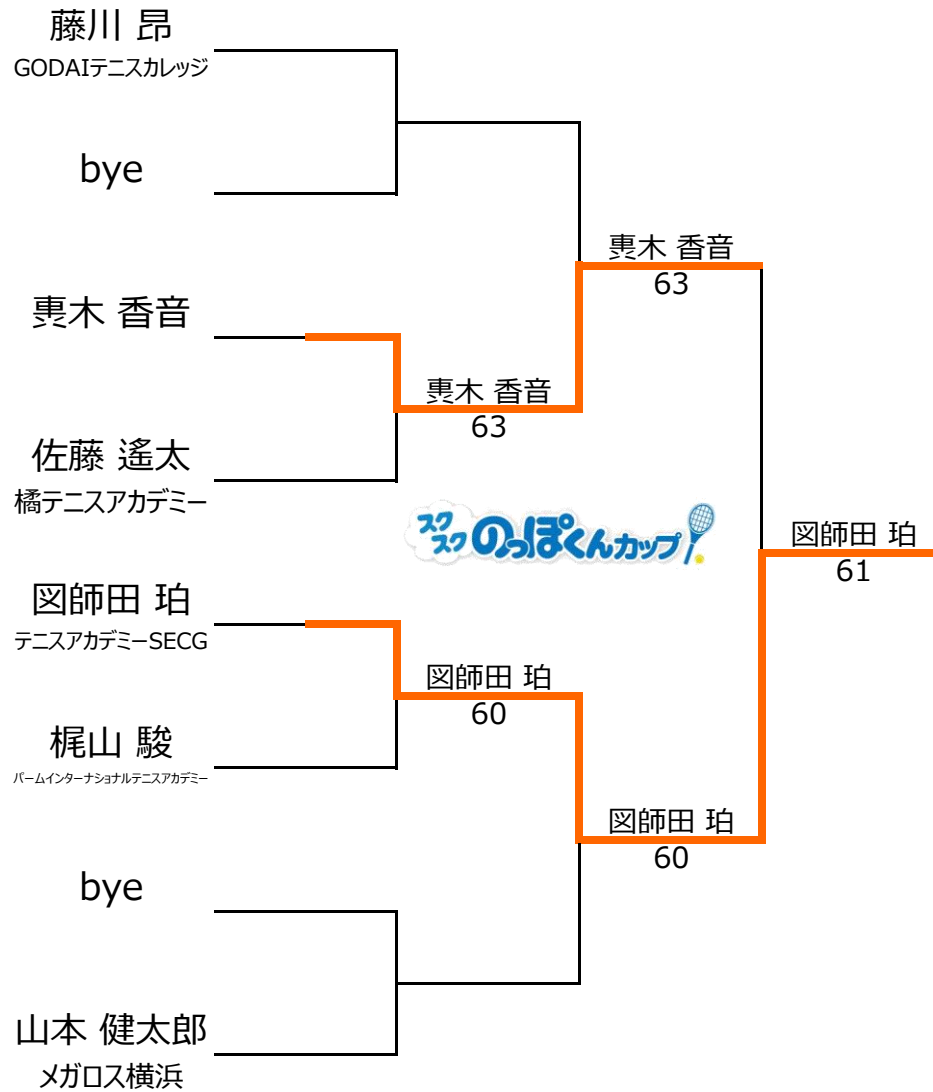 藤川 昂
GODAIテニスカレッジ
bye
表木 香音
63
表木 香音
表木 香音
63
佐藤 遙太
橘テニスアカデミー
スクスク のっぽくんカップ
図師田 珀
61
図師田 珀
テニスアカデミーSECG
図師田 珀
60
梶山 駿
パームインターナショナルテニスアカデミー
図師田 珀
60
bye
山本 健太郎
メガロス横浜